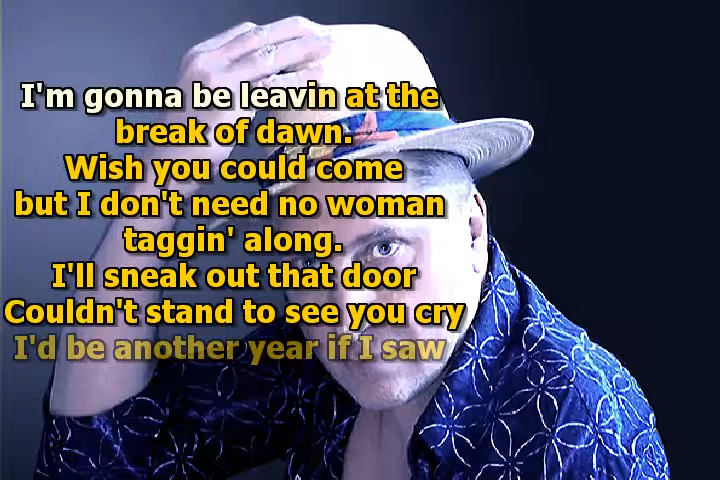 I'm gonna be leavin at the
break of dawn.
Wish you could come
but I don't need no woman
taggin' along.
I'll sneak out that door
Couldn't stand to see you cry
I'd be another year if I saw